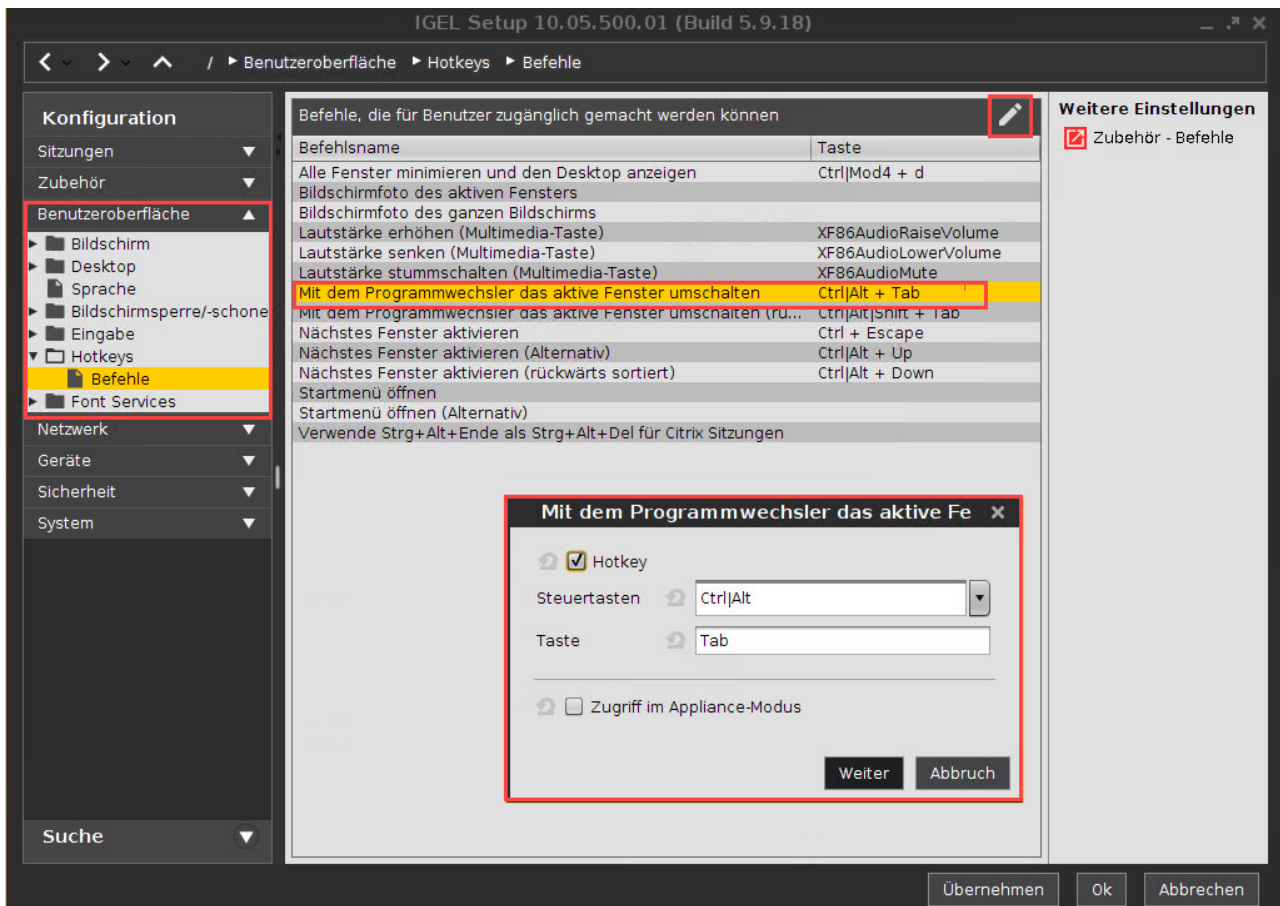 IGEL Setup 10.05.500.01 (Build 5.9.18)
/ Benutzeroberfläche Hotkeys Befehle
Konfiguration
Sitzungen
Zubehör
Benutzeroberfläche
Bildschirm
Desktop
Sprache
Bildschirmsperre/-schone
Eingabe
Hotkeys
Befehle
Font Services
Netzwerk
Geräte
Sicherheit
System
Suche
Befehle, die für Benutzer zugänglich gemacht werden können
Befehlsname Taste
Alle Fenster minimieren und den Desktop anzeigen Ctrl|Mod4 + d
Bildschirmfoto des aktiven Fensters
Bildschirmfoto des ganzen Bildschirms
Lautstärke erhöhen (Multimedia-Taste) XF86AudioRaiseVolume
Lautstärke senken (Multimedia-Taste) XF86AudioLowerVolume
Lautstärke stummschalten (Multimedia-Taste) XF86AudioMute
Mit dem Programmwechsler das aktive Fenster umschalten Ctrl|Alt + Tab
Mit dem Programmwechsler das aktive Fenster umschalten (rü... Ctrl|Alt|Shift + Tab
Nächstes Fenster aktivieren Ctrl + Escape
Nächstes Fenster aktivieren (Alternativ) Ctrl|Alt + Up
Nächstes Fenster aktivieren (rückwärts sortiert) Ctrl|Alt + Down
Startmenü öffnen
Startmenü öffnen (Alternativ)
Verwende Strg+Alt+Ende als Strg+Alt+Del für Citrix Sitzungen
Mit dem Programmwechsler das aktive Fe
Hotkey
Steuertasten Ctrl|Alt
Taste Tab
Zugriff im Appliance-Modus
Weiter Abbruch
Weitere Einstellungen
Zubehör - Befehle
Übernehmen Ok Abbrechen